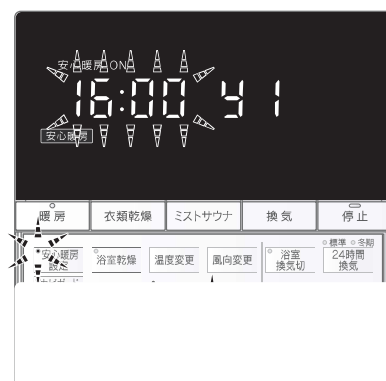 安心暖房 ON
16:00 y 1
安心暖房
暖房 衣類乾燥 ミストサウナ 換気 停止
標準 冬期
安心暖房 浴室乾燥 温度変更 風向変更 浴室 24時間
設定 換気切 換気